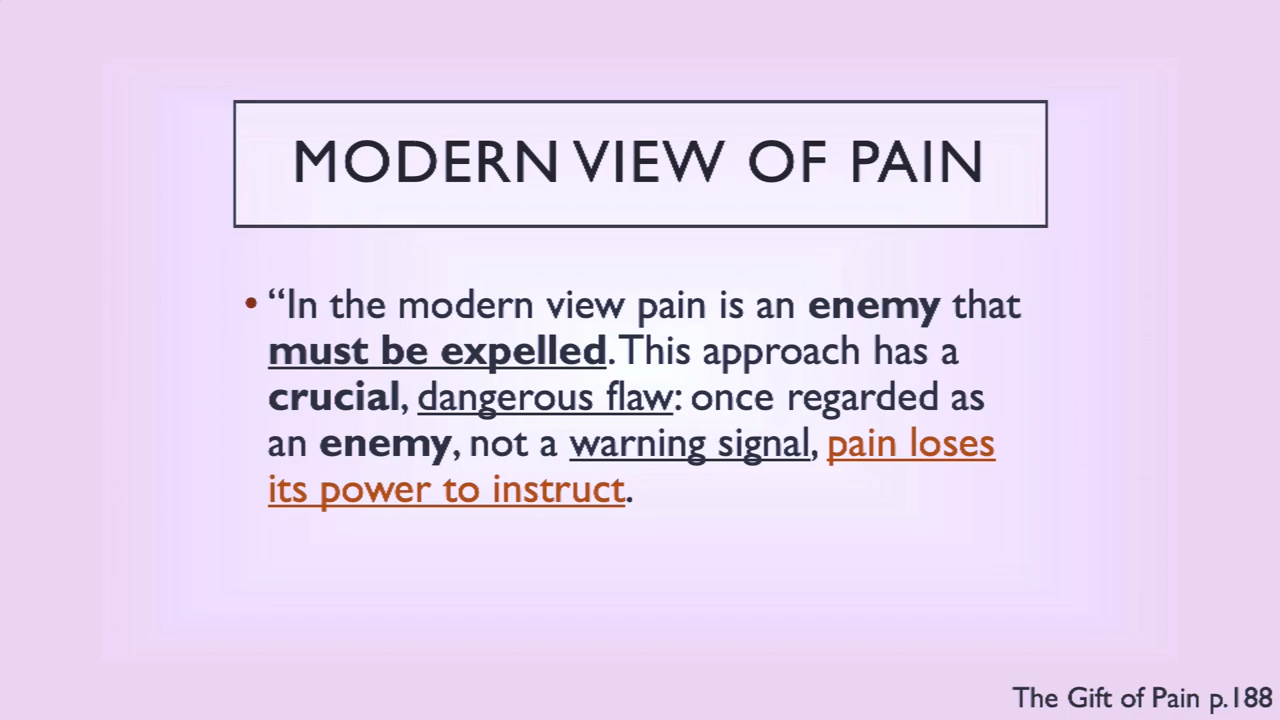 MODERN VIEW OF PAIN
• “In the modern view pain is an enemy that
must be expelled. This approach has a
crucial, dangerous flaw: once regarded as
an enemy, not a warning signal, pain loses
its power to instruct.
The Gift of Pain p.188